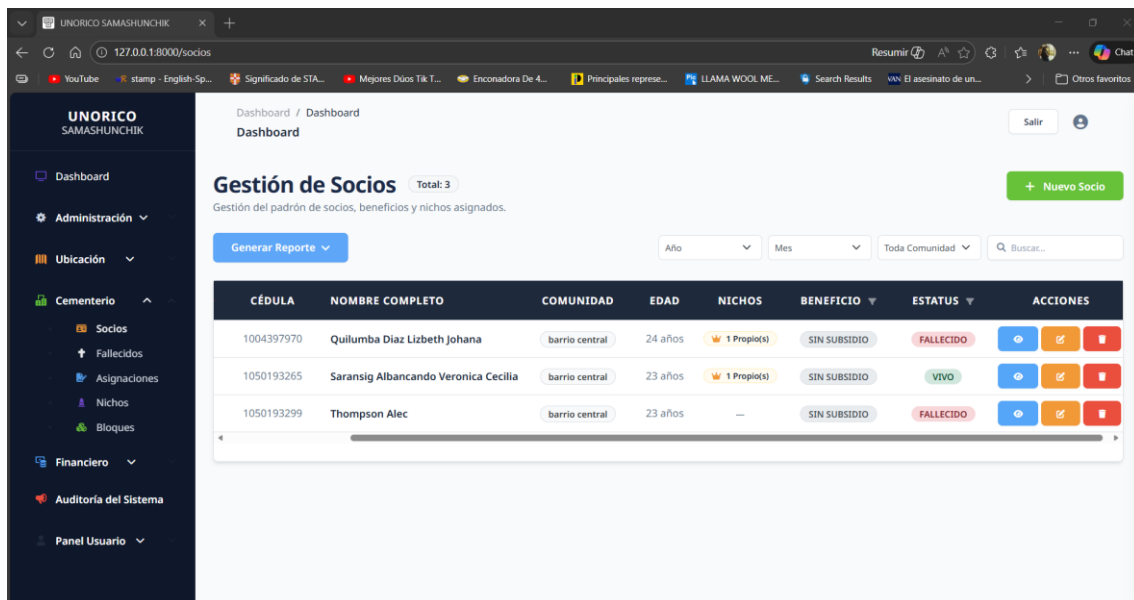 UNORICO SAMASHUNCHIK
127.0.0.1:8000/socios
Resumir
Chat
YouTube
stamp - English-Sp...
Significado de STA...
Mejores Dúos Tik T...
Enconadora De 4...
Principales represe...
LLAMA WOOL ME...
Search Results
El asesinato de un...
Otros favoritos
UNORICO
SAMASHUNCHIK
Dashboard
Administración
Ubicación
Cementerio
Socios
Fallecidos
Asignaciones
Nichos
Bloques
Financiero
Auditoría del Sistema
Panel Usuario
Dashboard / Dashboard
Dashboard
Salir
Gestión de Socios Total: 3
Gestión del padrón de socios, beneficios y nichos asignados.
+ Nuevo Socio
Generar Reporte
Año
Mes
Toda Comunidad
Buscar...
CÉDULA NOMBRE COMPLETO COMUNIDAD EDAD NICHOS BENEFICIO ESTATUS ACCIONES
1004397970 Quilumba Diaz Lizbeth Johana barrio central 24 años 1 Propio(s) SIN SUBSIDIO FALLECIDO
1050193265 Saransig Albancando Veronica Cecilia barrio central 23 años 1 Propio(s) SIN SUBSIDIO VIVO
1050193299 Thompson Alec barrio central 23 años — SIN SUBSIDIO FALLECIDO